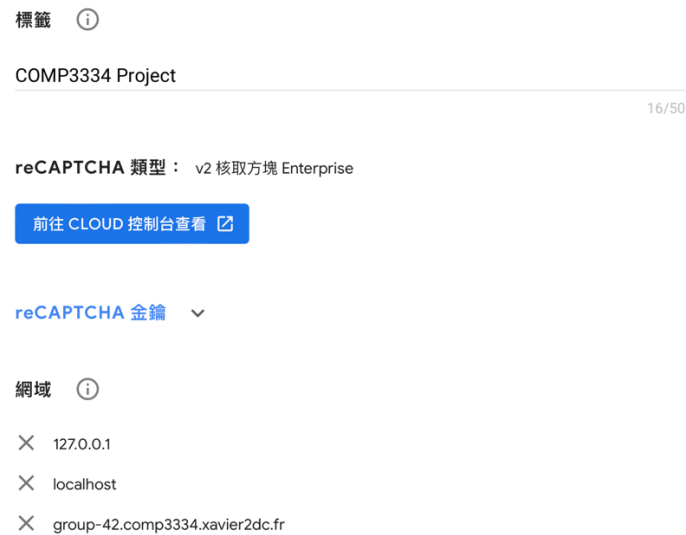 標籤
COMP3334 Project
16/50
reCAPTCHA 類型： v2 核取方塊 Enterprise
前往 CLOUD 控制台查看
reCAPTCHA 金鑰
網域
127.0.0.1
localhost
group-42.comp3334.xavier2dc.fr